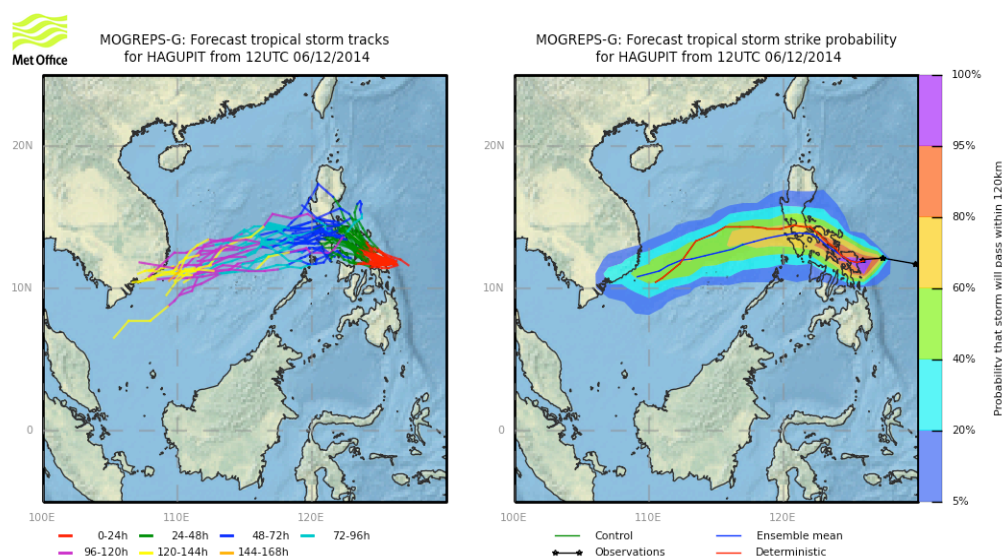 Met Office
MOGREPS-G: Forecast tropical storm tracks
for HAGUPIT from 12UTC 06/12/2014
20N
10N
0
100E
110E
120E
0-24h
24-48h
48-72h
72-96h
96-120h
120-144h
144-168h
MOGREPS-G: Forecast tropical storm strike probability
for HAGUPIT from 12UTC 06/12/2014
20N
10N
0
100E
110E
120E
Control
Ensemble mean
Observations
Deterministic
100%
95%
80%
60%
40%
20%
5%
Probability that storm will pass within 120km